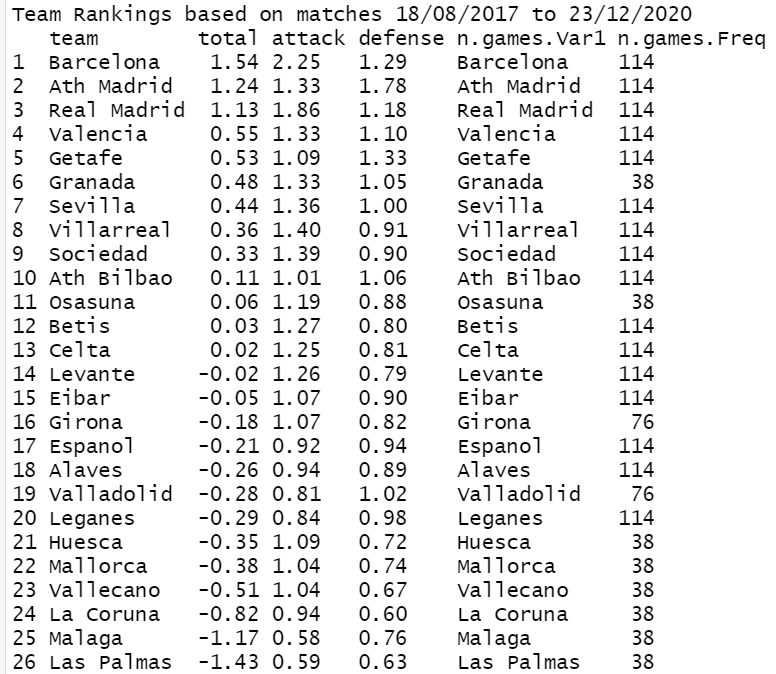 Team Rankings based on matches 18/08/2017 to 23/12/2020
team total attack defense n.games.Var1 n.games.Freq
1 Barcelona 1.54 2.25 1.29 Barcelona 114
2 Ath Madrid 1.24 1.33 1.78 Ath Madrid 114
3 Real Madrid 1.13 1.86 1.18 Real Madrid 114
4 Valencia 0.55 1.33 1.10 Valencia 114
5 Getafe 0.53 1.09 1.33 Getafe 114
6 Granada 0.48 1.33 1.05 Granada 38
7 Sevilla 0.44 1.36 1.00 Sevilla 114
8 Villarreal 0.36 1.40 0.91 Villarreal 114
9 Sociedad 0.33 1.39 0.90 Sociedad 114
10 Ath Bilbao 0.11 1.01 1.06 Ath Bilbao 114
11 Osasuna 0.06 1.19 0.88 Osasuna 38
12 Betis 0.03 1.27 0.80 Betis 114
13 Celta 0.02 1.25 0.81 Celta 114
14 Levante -0.02 1.26 0.79 Levante 114
15 Eibar -0.05 1.07 0.90 Eibar 114
16 Girona -0.18 1.07 0.82 Girona 76
17 Espanol -0.21 0.92 0.94 Espanol 114
18 Alaves -0.26 0.94 0.89 Alaves 114
19 Valladolid -0.28 0.81 1.02 Valladolid 76
20 Leganes -0.29 0.84 0.98 Leganes 114
21 Huesca -0.35 1.09 0.72 Huesca 38
22 Mallorca -0.38 1.04 0.74 Mallorca 38
23 Vallecano -0.51 1.04 0.67 Vallecano 38
24 La Coruna -0.82 0.94 0.60 La Coruna 38
25 Malaga -1.17 0.58 0.76 Malaga 38
26 Las Palmas -1.43 0.59 0.63 Las Palmas 38